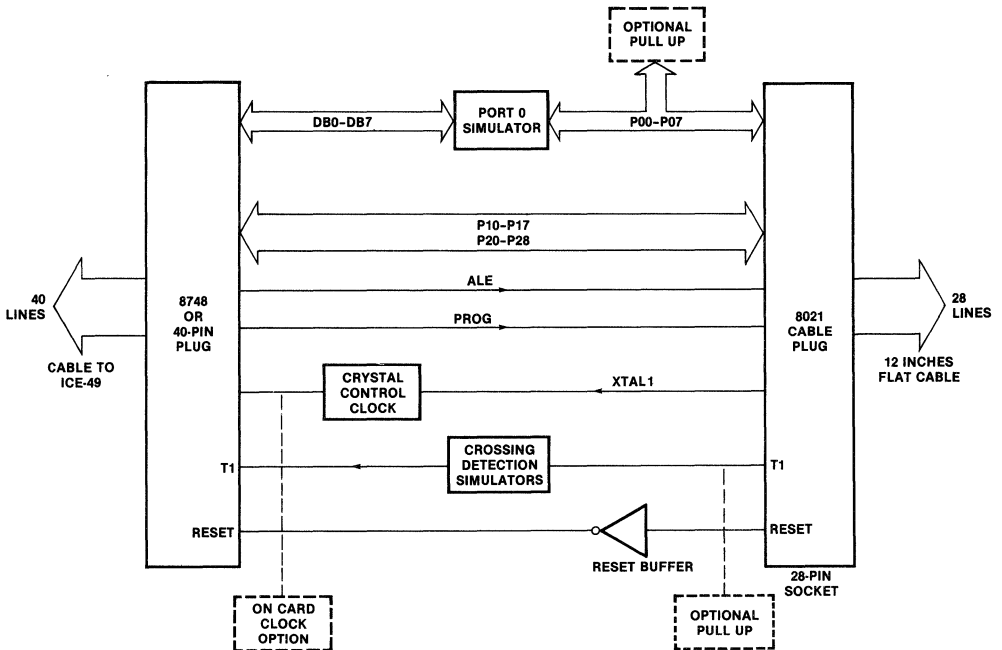 OPTIONAL
PULL UP
DB0–DB7
PORT 0
SIMULATOR
P00–P07
P10–P17
P20–P28
ALE
PROG
40
LINES
CABLE TO
ICE-49
8748
OR
40-PIN
PLUG
8021
CABLE
PLUG
28
LINES
12 INCHES
FLAT CABLE
CRYSTAL
CONTROL
CLOCK
XTAL1
T1
CROSSING
DETECTION
SIMULATORS
T1
RESET
RESET BUFFER
RESET
28-PIN
SOCKET
ON CARD
CLOCK
OPTION
OPTIONAL
PULL UP